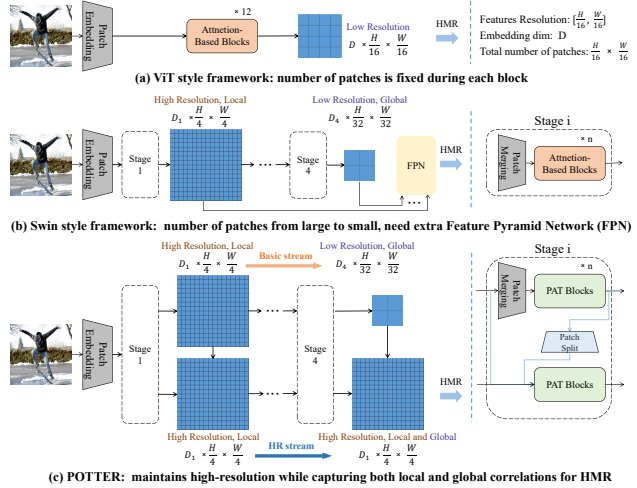 Patch Embedding
Attnetion-Based Blocks
× 12
Low Resolution
D × H/16 × W/16
HMR
Features Resolution: [H/16, W/16]
Embedding dim: D
Total number of patches: H/16 × W/16
(a) ViT style framework: number of patches is fixed during each block
Patch Embedding
Stage 1
High Resolution, Local
D1 × H/4 × W/4
Stage 4
Low Resolution, Global
D4 × H/32 × W/32
FPN
HMR
Stage i
× n
Patch Merging
Attnetion-Based Blocks
(b) Swin style framework: number of patches from large to small, need extra Feature Pyramid Network (FPN)
Patch Embedding
Stage 1
High Resolution, Local
D1 × H/4 × W/4
Basic stream
Low Resolution, Global
D4 × H/32 × W/32
Stage 4
High Resolution, Local
D1 × H/4 × W/4
HR stream
High Resolution, Local and Global
D1 × H/4 × W/4
HMR
Stage i
× n
Patch Merging
PAT Blocks
Patch Split
PAT Blocks
(c) POTTER: maintains high-resolution while capturing both local and global correlations for HMR